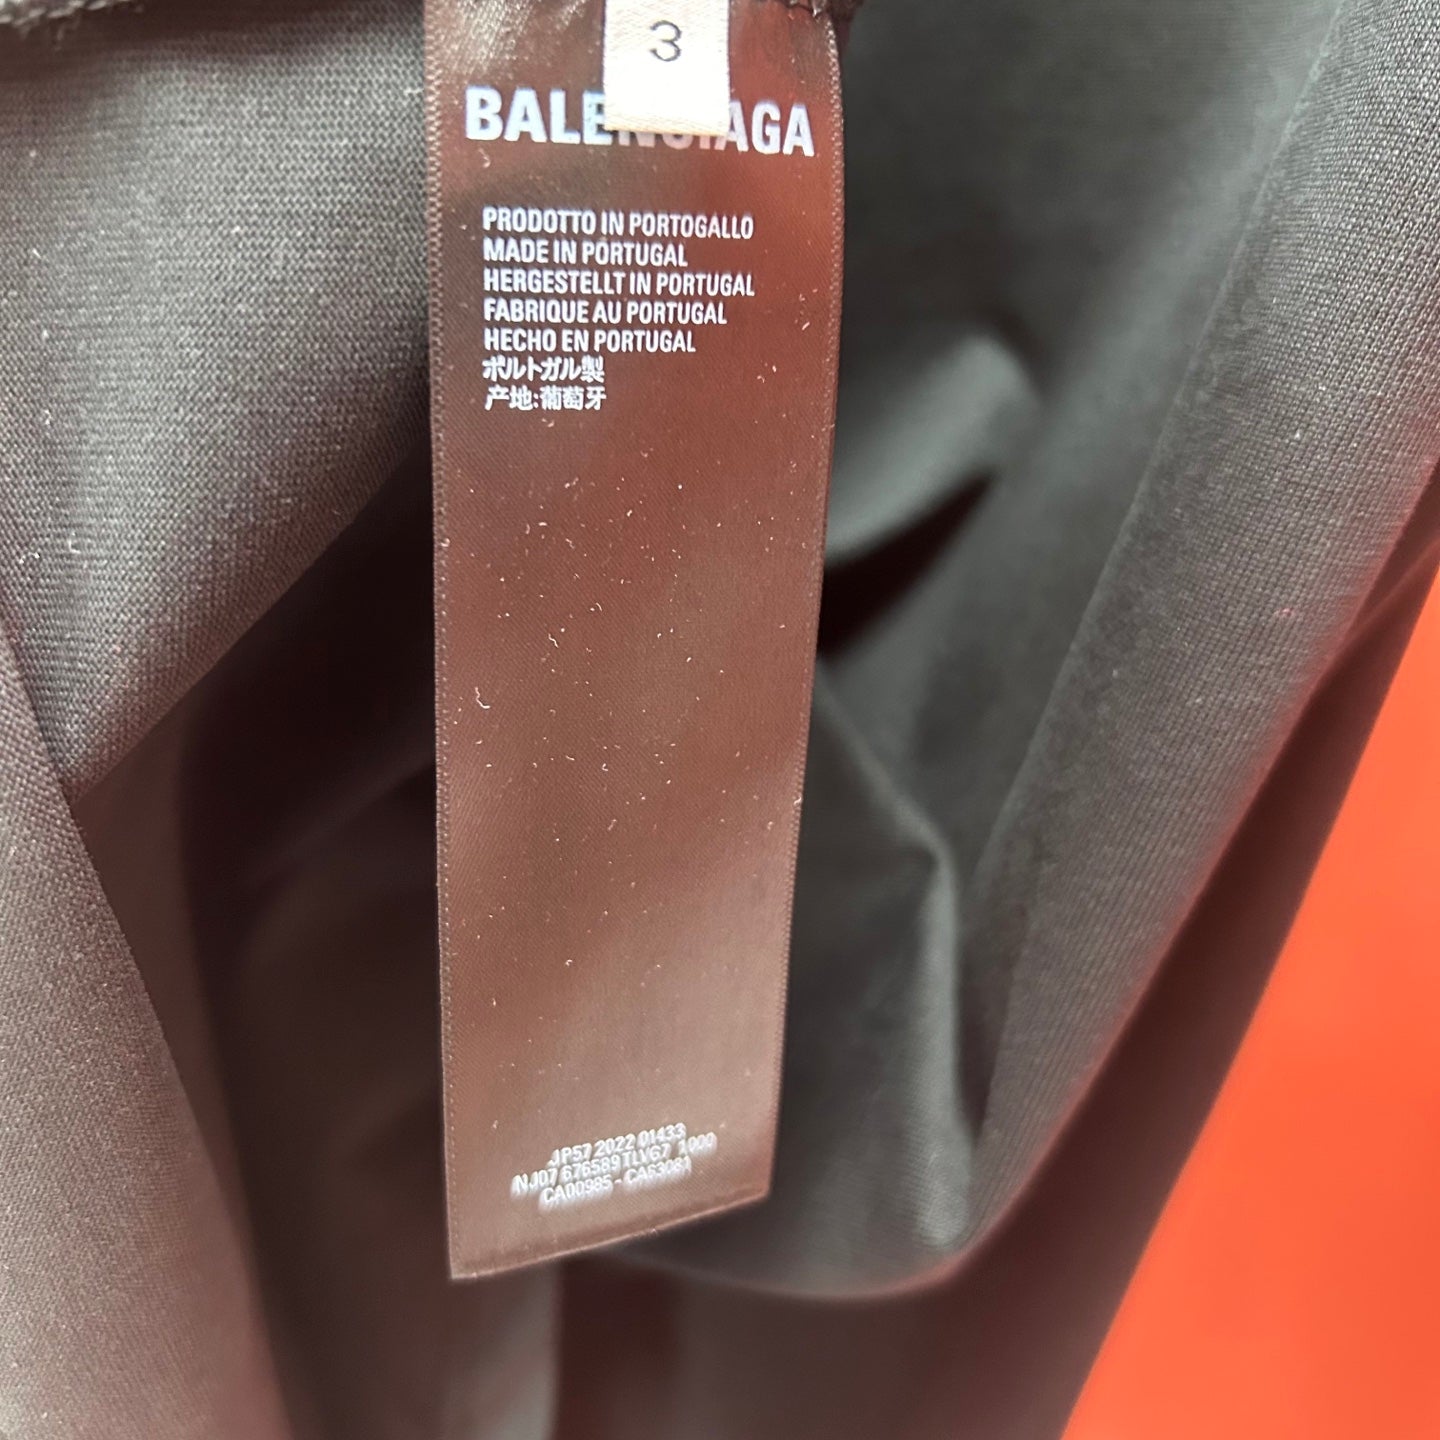 3
BALENCIAGA
PRODOTTO IN PORTOGALLO
MADE IN PORTUGAL
HERGESTELLT IN PORTUGAL
FABRIQUE AU PORTUGAL
HECHO EN PORTUGAL
ポルトガル製
产地:葡萄牙
JP57 2022 01433
NJ07 676589 TLV67 1000
CA00985 - CA63081